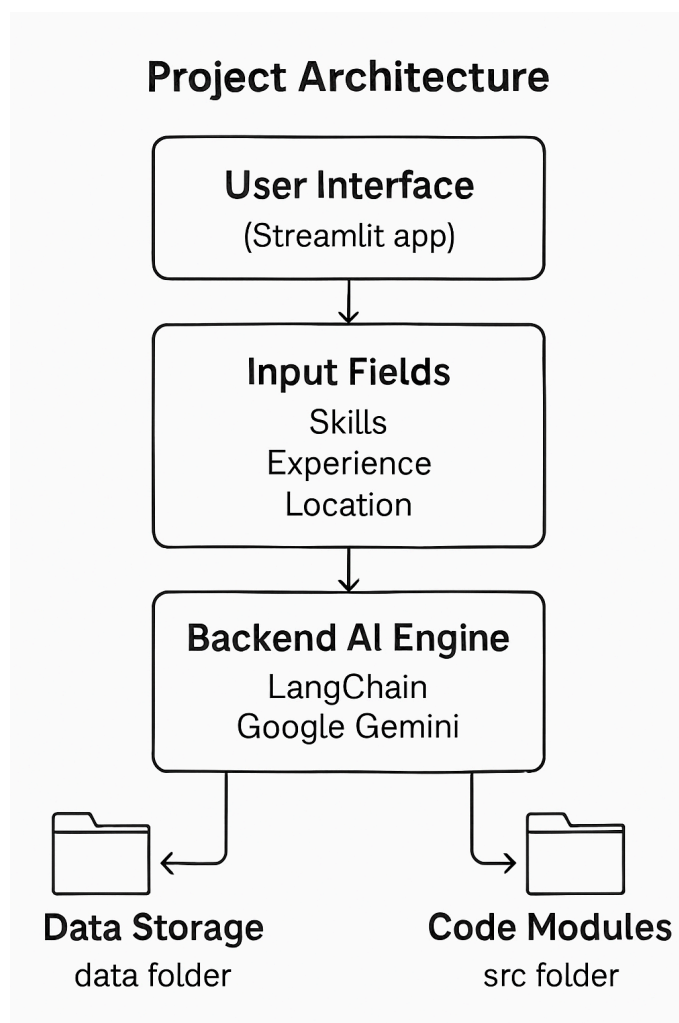 Project Architecture
User Interface
(Streamlit app)
Input Fields
Skills
Experience
Location
Backend AI Engine
LangChain
Google Gemini
Data Storage
data folder
Code Modules
src folder